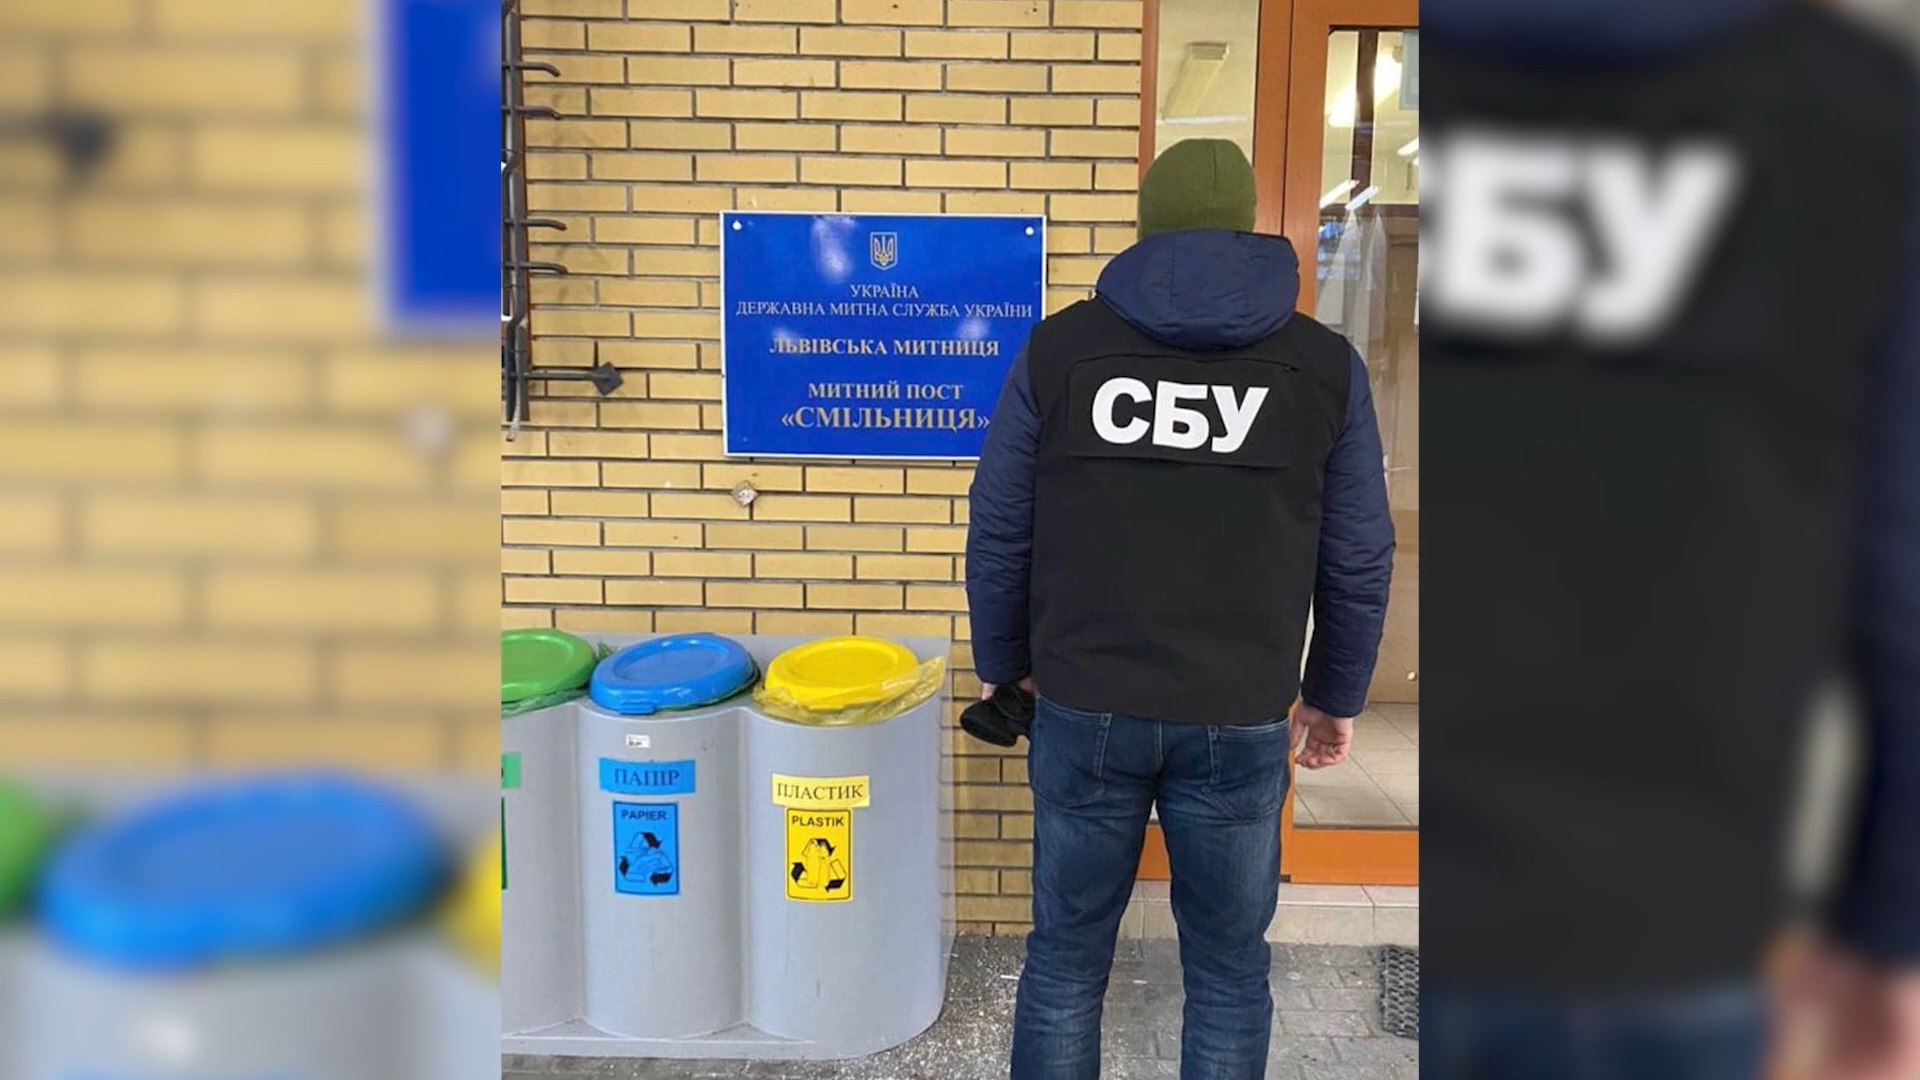 УКРАЇНА
ДЕРЖАВНА МИТНА СЛУЖБА УКРАЇНИ
ЛЬВІВСЬКА МИТНИЦЯ
МИТНИЙ ПОСТ
«СМІЛЬНИЦЯ»
СБУ
ПАПІР
PAPIER
ПЛАСТИК
PLASTIK